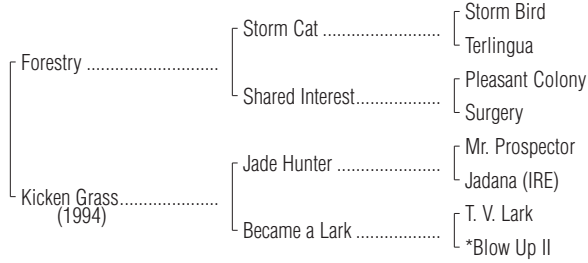 Storm Bird
Storm Cat ......................
Terlingua
Forestry .........................
Pleasant Colony
Shared Interest................
Surgery
Mr. Prospector
Jade Hunter ....................
Jadana (IRE)
Kicken Grass...................
(1994)
T. V. Lark
Became a Lark ................
*Blow Up II